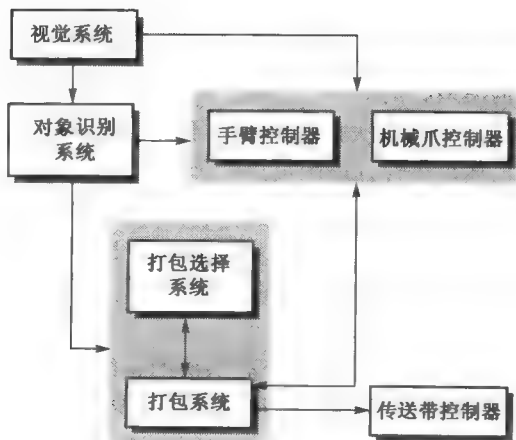 视觉系统
对象识别
系统
手臂控制器
机械爪控制器
打包选择
系统
打包系统
传送带控制器